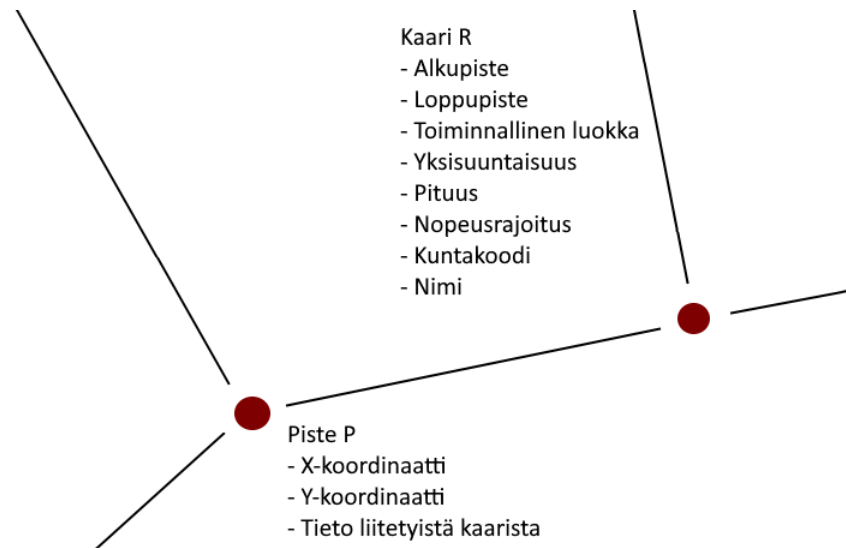 Kaari R
- Alkupiste
- Loppupiste
- Toiminnallinen luokka
- Yksisuuntaisuus
- Pituus
- Nopeusrajoitus
- Kuntakoodi
- Nimi
Piste P
- X-koordinaatti
- Y-koordinaatti
- Tieto liitetyistä kaarista